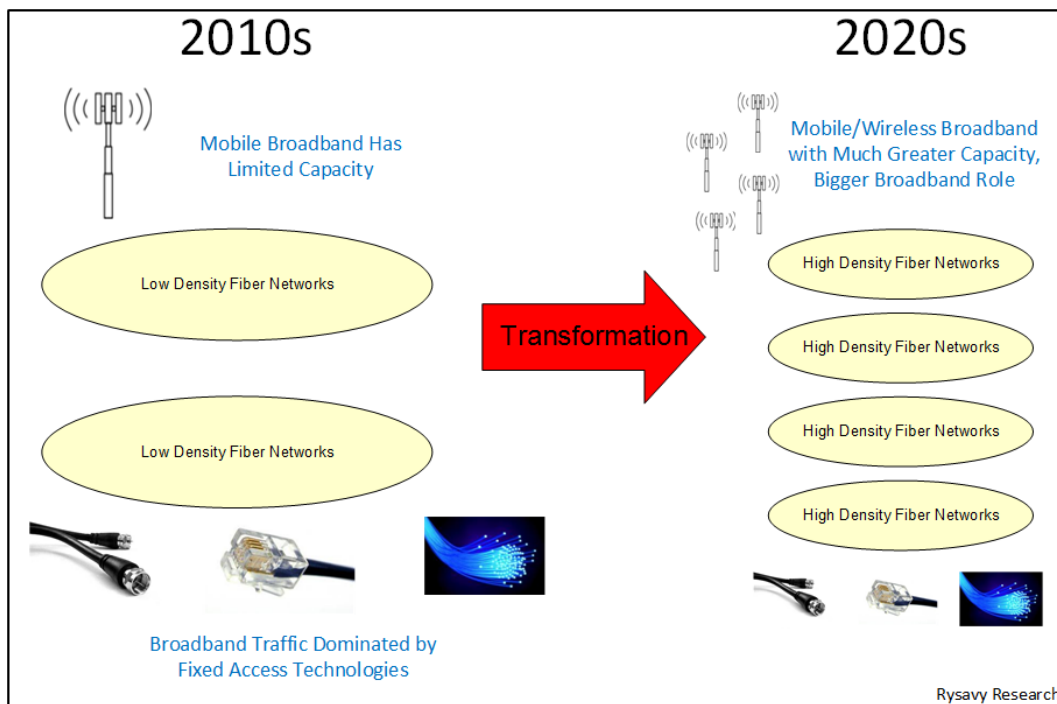 2010s
2020s
Mobile Broadband Has
Limited Capacity
Mobile/Wireless Broadband
with Much Greater Capacity,
Bigger Broadband Role
Low Density Fiber Networks
Low Density Fiber Networks
Broadband Traffic Dominated by
Fixed Access Technologies
Transformation
High Density Fiber Networks
High Density Fiber Networks
High Density Fiber Networks
High Density Fiber Networks
Rysavy Research